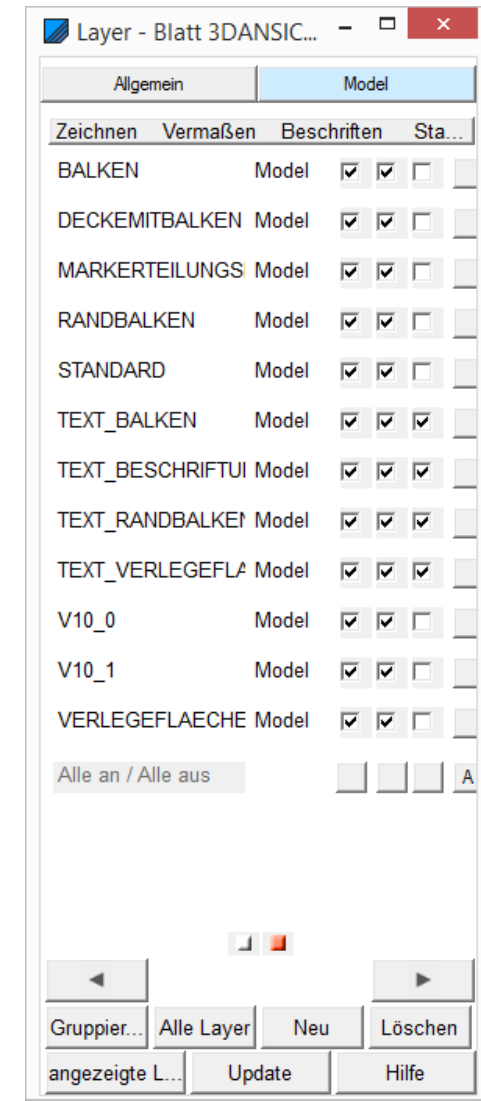 Layer - Blatt 3DANSIC...
Allgemein Model
Zeichnen Vermaßen Beschriften Sta...
BALKEN Model
DECKEMITBALKEN Model
MARKERTEILUNGS Model
RANDBALKEN Model
STANDARD Model
TEXT_BALKEN Model
TEXT_BESCHRIFTU Model
TEXT_RANDBALKEN Model
TEXT_VERLEGEFLA Model
V10_0 Model
V10_1 Model
VERLEGEFLAECHE Model
Alle an / Alle aus A
Gruppier... Alle Layer Neu Löschen
angezeigte L... Update Hilfe